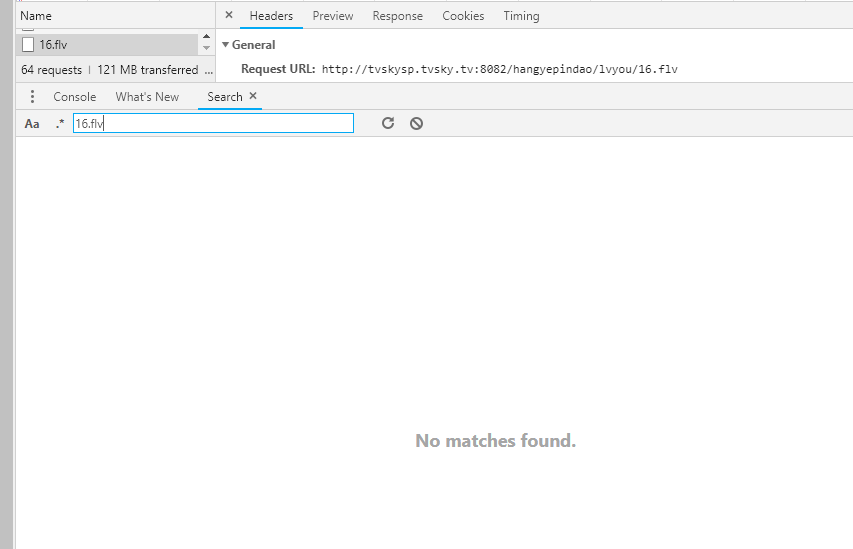 Name
Headers Preview Response Cookies Timing
16.flv
General
64 requests | 121 MB transferred ...
Request URL: http://tvskysp.tvsky.tv:8082/hangyepindao/lvyou/16.flv
Console What's New Search
Aa .* 16.flv
No matches found.